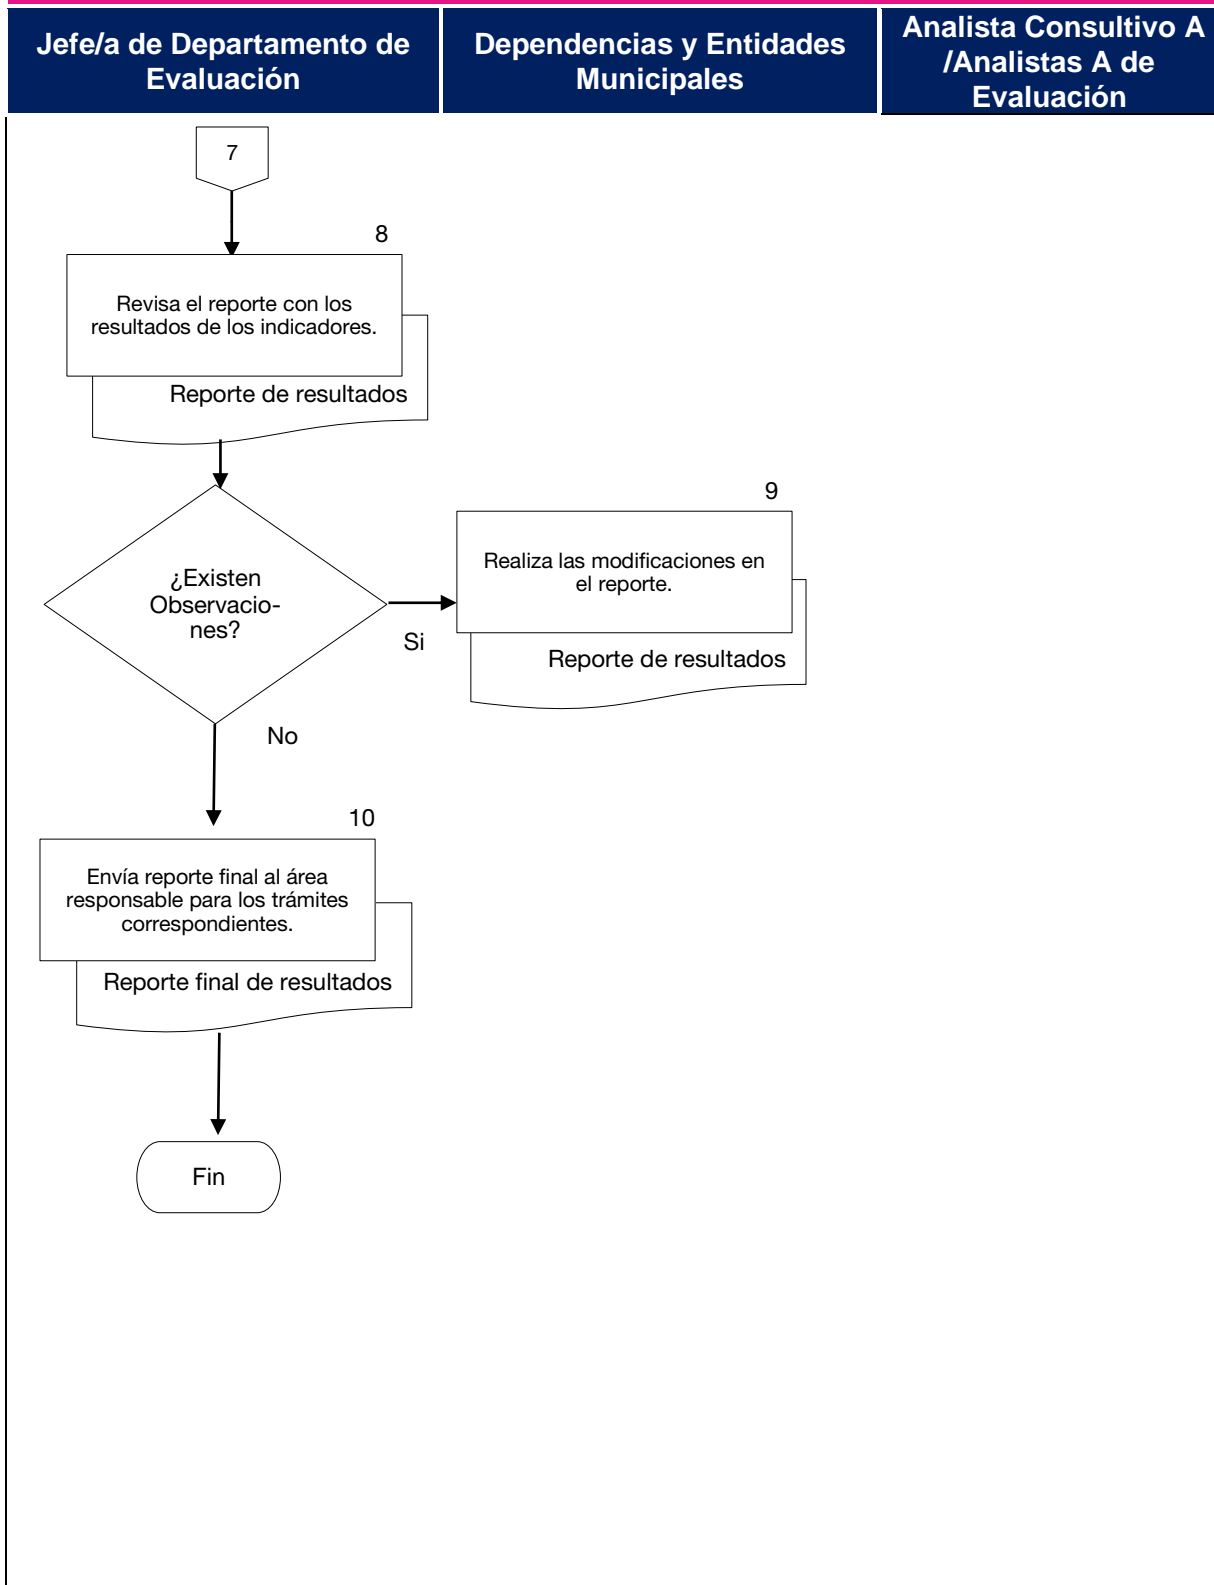 Jefe/a de Departamento de
Evaluación
Dependencias y Entidades
Municipales
Analista Consultivo A
/Analistas A de
Evaluación
7
8
Revisa el reporte con los
resultados de los indicadores.
Reporte de resultados
9
¿Existen
Observacio-
nes?
Si
Realiza las modificaciones en
el reporte.
Reporte de resultados
No
10
Envía reporte final al área
responsable para los trámites
correspondientes.
Reporte final de resultados
Fin